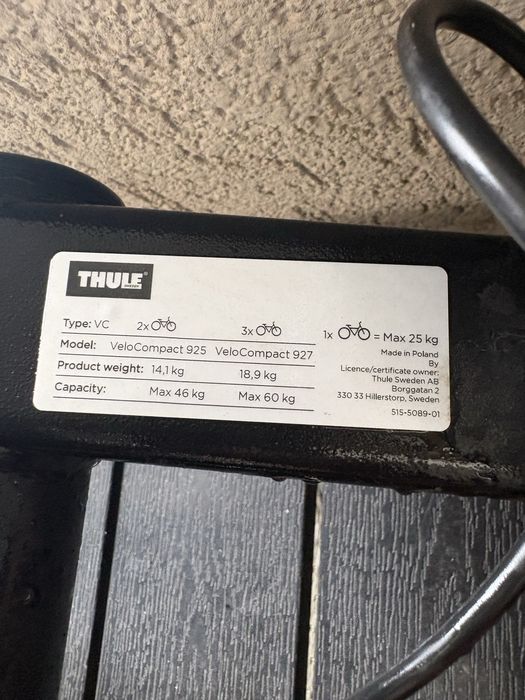 THULE
SWEDEN
Type: VC 2x 3x
Model: VeloCompact 925 VeloCompact 927
Product weight: 14,1 kg 18,9 kg
Capacity: Max 46 kg Max 60 kg
1x = Max 25 kg
Made in Poland
By
Licence/certificate owner:
Thule Sweden AB
Borggatan 2
330 33 Hillerstorp, Sweden
515-5089-01